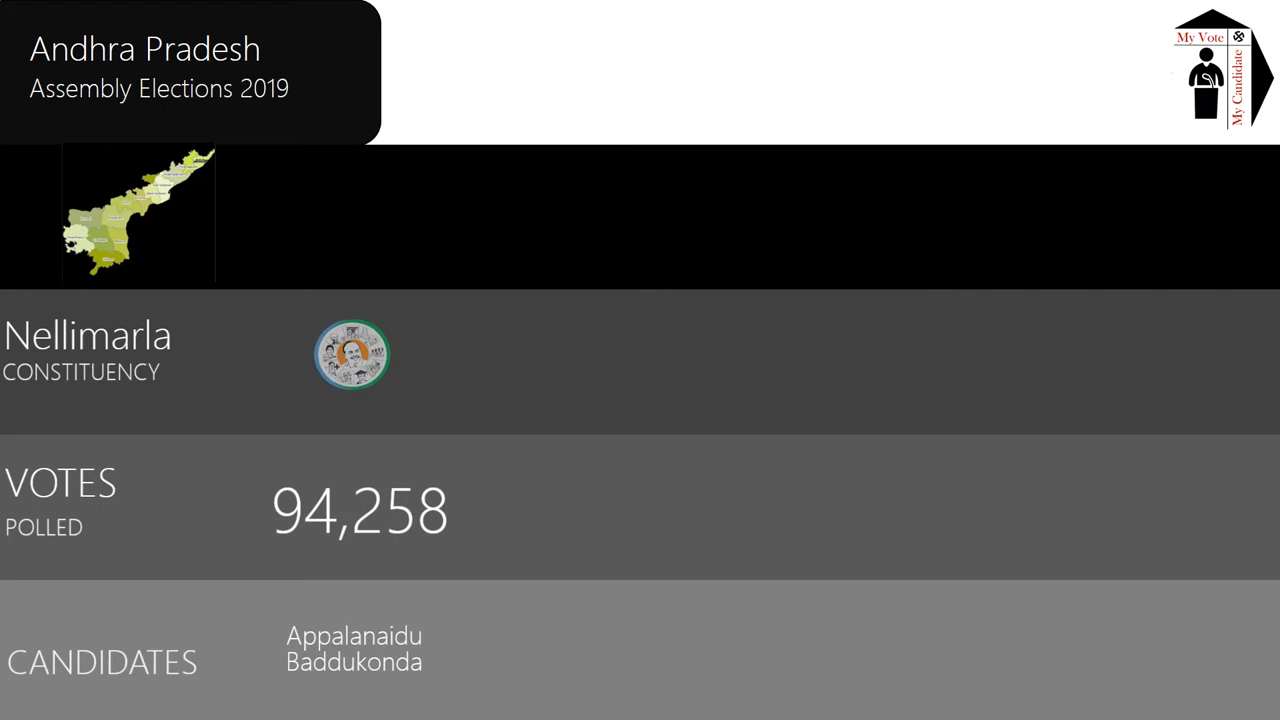 Andhra Pradesh
Assembly Elections 2019
My Vote
My Candidate
Nellimarla
CONSTITUENCY
VOTES
POLLED
94,258
CANDIDATES
Appalanaidu
Baddukonda